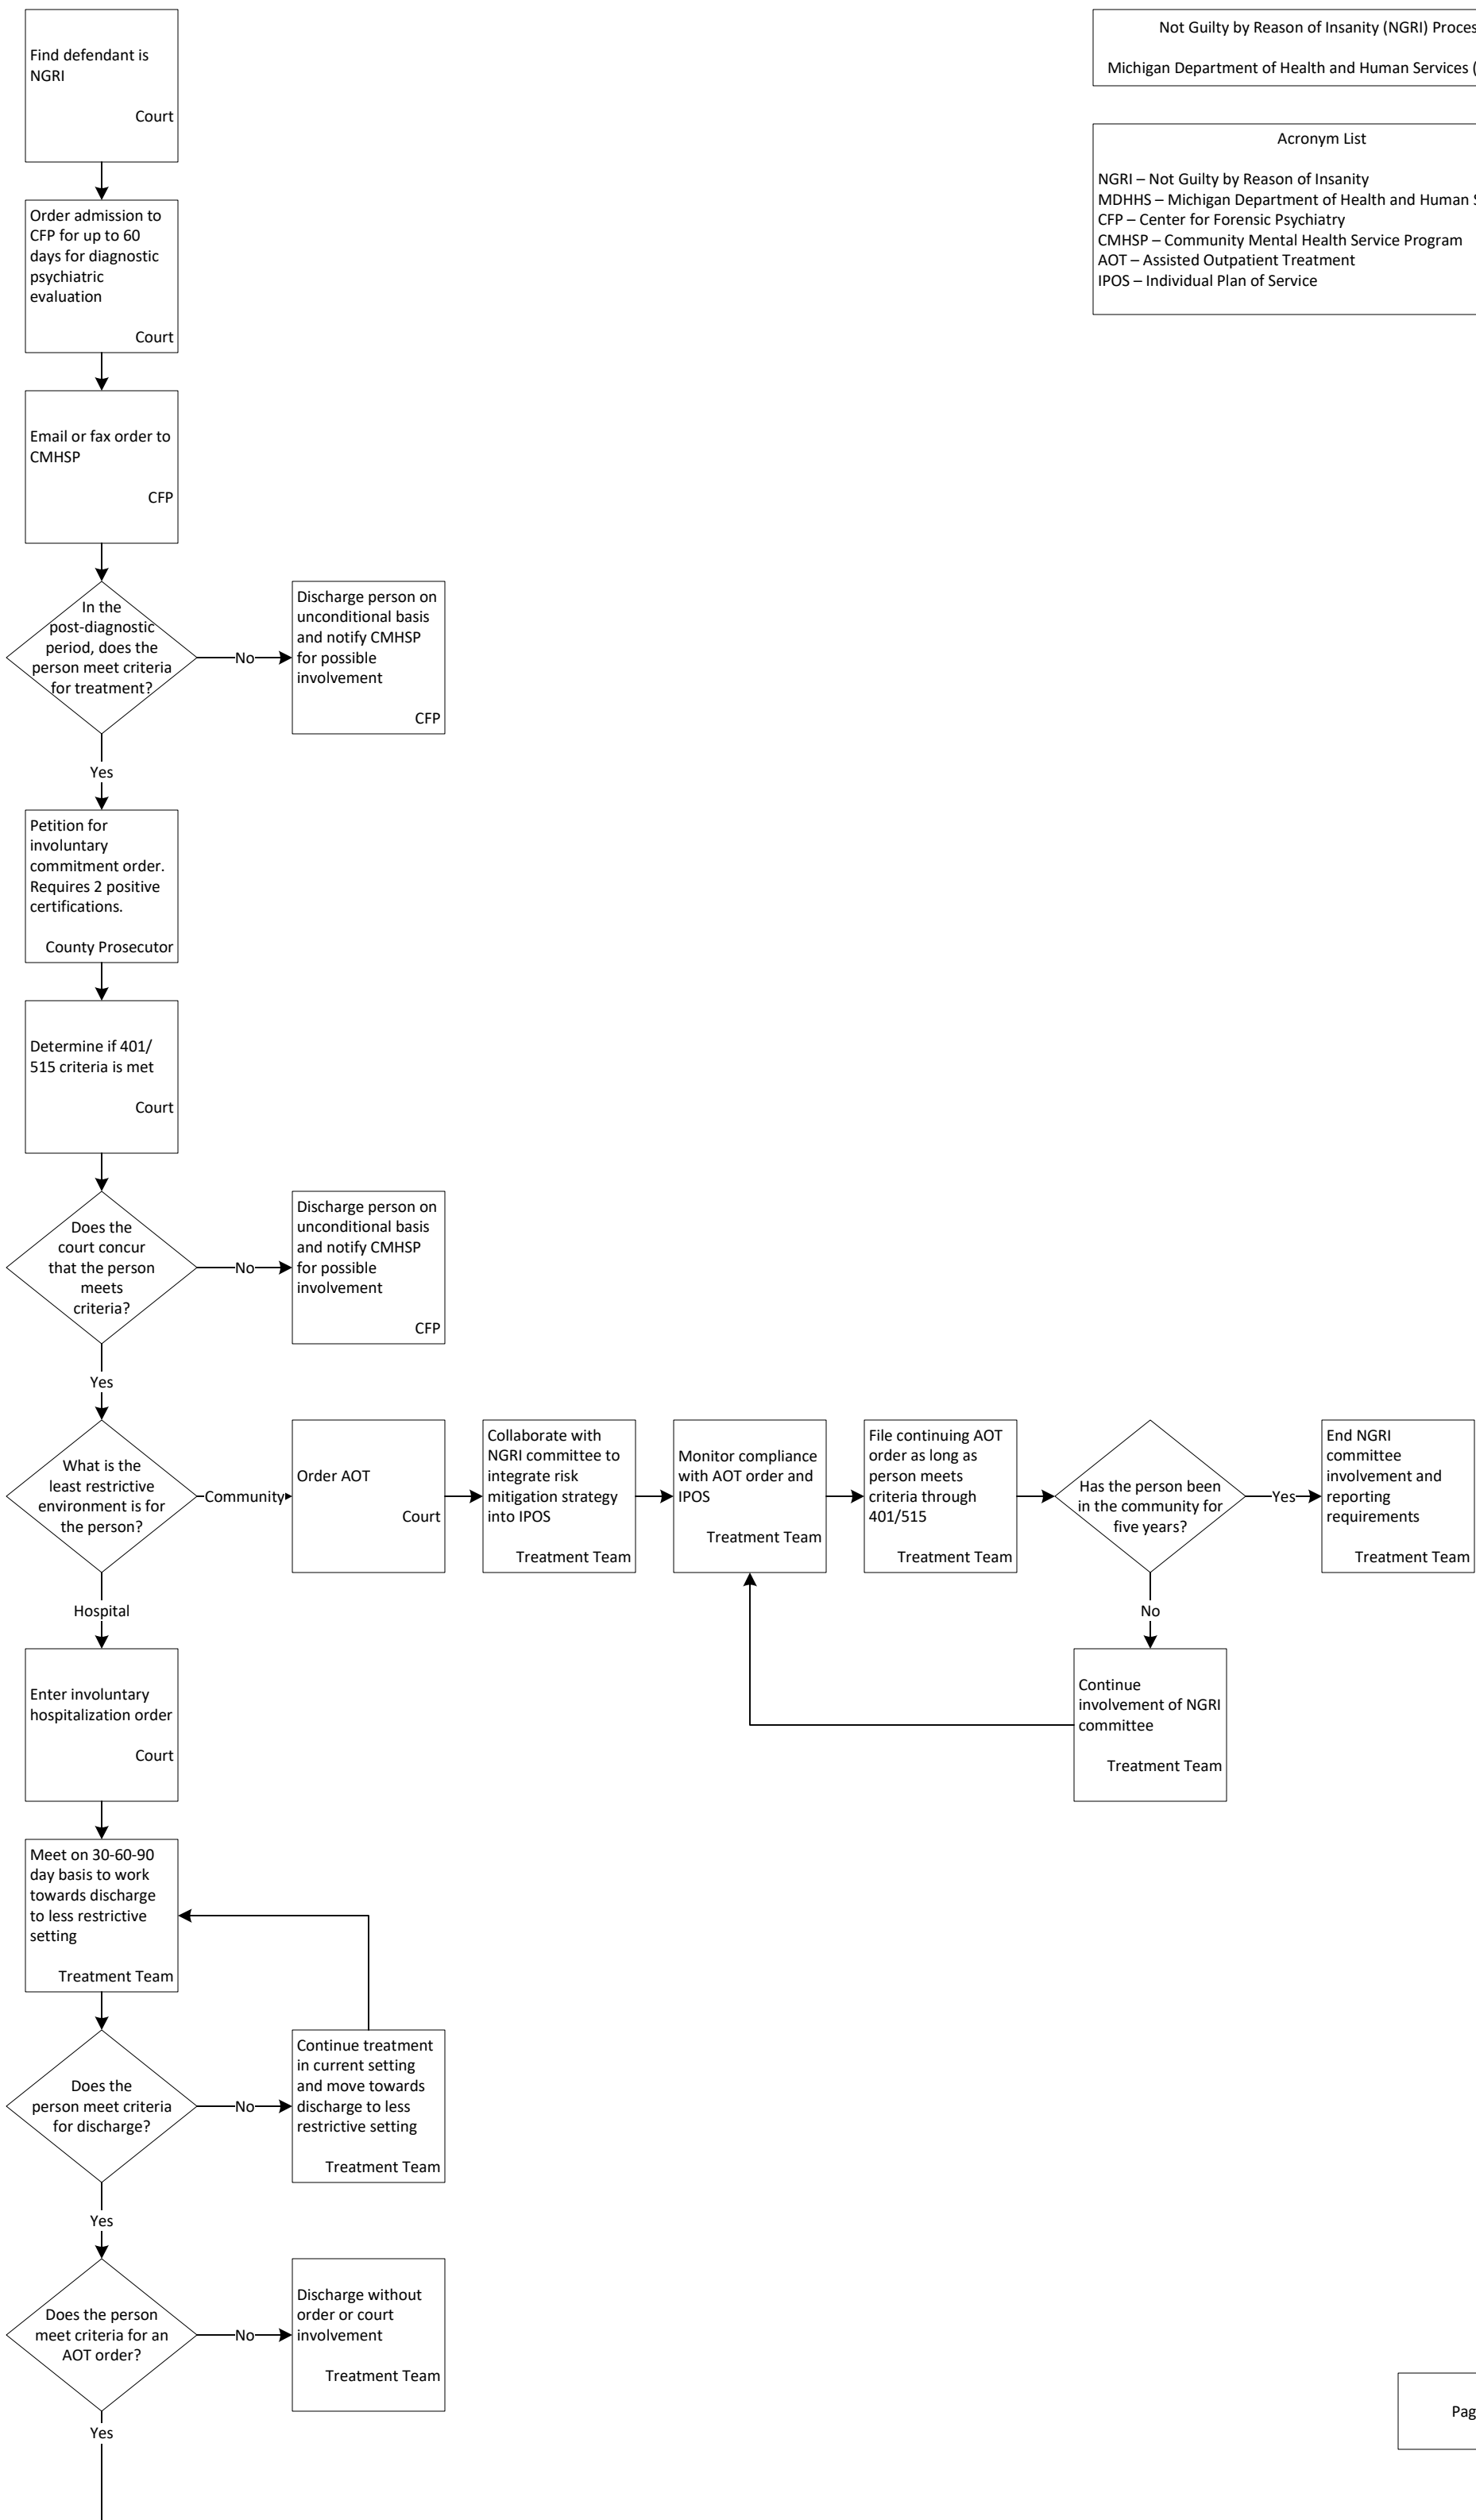 Not Guilty by Reason of Insanity (NGRI)
Michigan Department of Health and Human Services
Acronym List
NGRI – Not Guilty by Reason of Insanity
MDHHS – Michigan Department of Health and Human
CFP – Center for Forensic Psychiatry
CMHSP – Community Mental Health Service Program
AOT – Assisted Outpatient Treatment
IPOS – Individual Plan of Service
Find defendant is
NGRI
Court
Order admission to
CFP for up to 60
days for diagnostic
psychiatric
evaluation
Court
Email or fax order to
CMHSP
CFP
In the
post-diagnostic
period, does the
person meet criteria
for treatment?
No
Discharge person on
unconditional basis
and notify CMHSP
for possible
involvement
CFP
Yes
Petition for
involuntary
commitment order.
Requires 2 positive
certifications.
County Prosecutor
Determine if 401/
515 criteria is met
Court
Does the
court concur
that the person
meets
criteria?
No
Discharge person on
unconditional basis
and notify CMHSP
for possible
involvement
CFP
Yes
What is the
least restrictive
environment is for
the person?
Community
Order AOT
Court
Collaborate with
NGRI committee to
integrate risk
mitigation strategy
into IPOS
Treatment Team
Monitor compliance
with AOT order and
IPOS
Treatment Team
File continuing AOT
order as long as
person meets
criteria through
401/515
Treatment Team
Has the person been
in the community for
five years?
Yes
End NGRI
committee
involvement and
reporting
requirements
Treatment Team
No
Continue
involvement of NGRI
committee
Treatment Team
Hospital
Enter involuntary
hospitalization order
Court
Meet on 30-60-90
day basis to work
towards discharge
to less restrictive
setting
Treatment Team
Does the
person meet criteria
for discharge?
No
Continue treatment
in current setting
and move towards
discharge to less
restrictive setting
Treatment Team
Yes
Does the person
meet criteria for an
AOT order?
No
Discharge without
order or court
involvement
Treatment Team
Yes